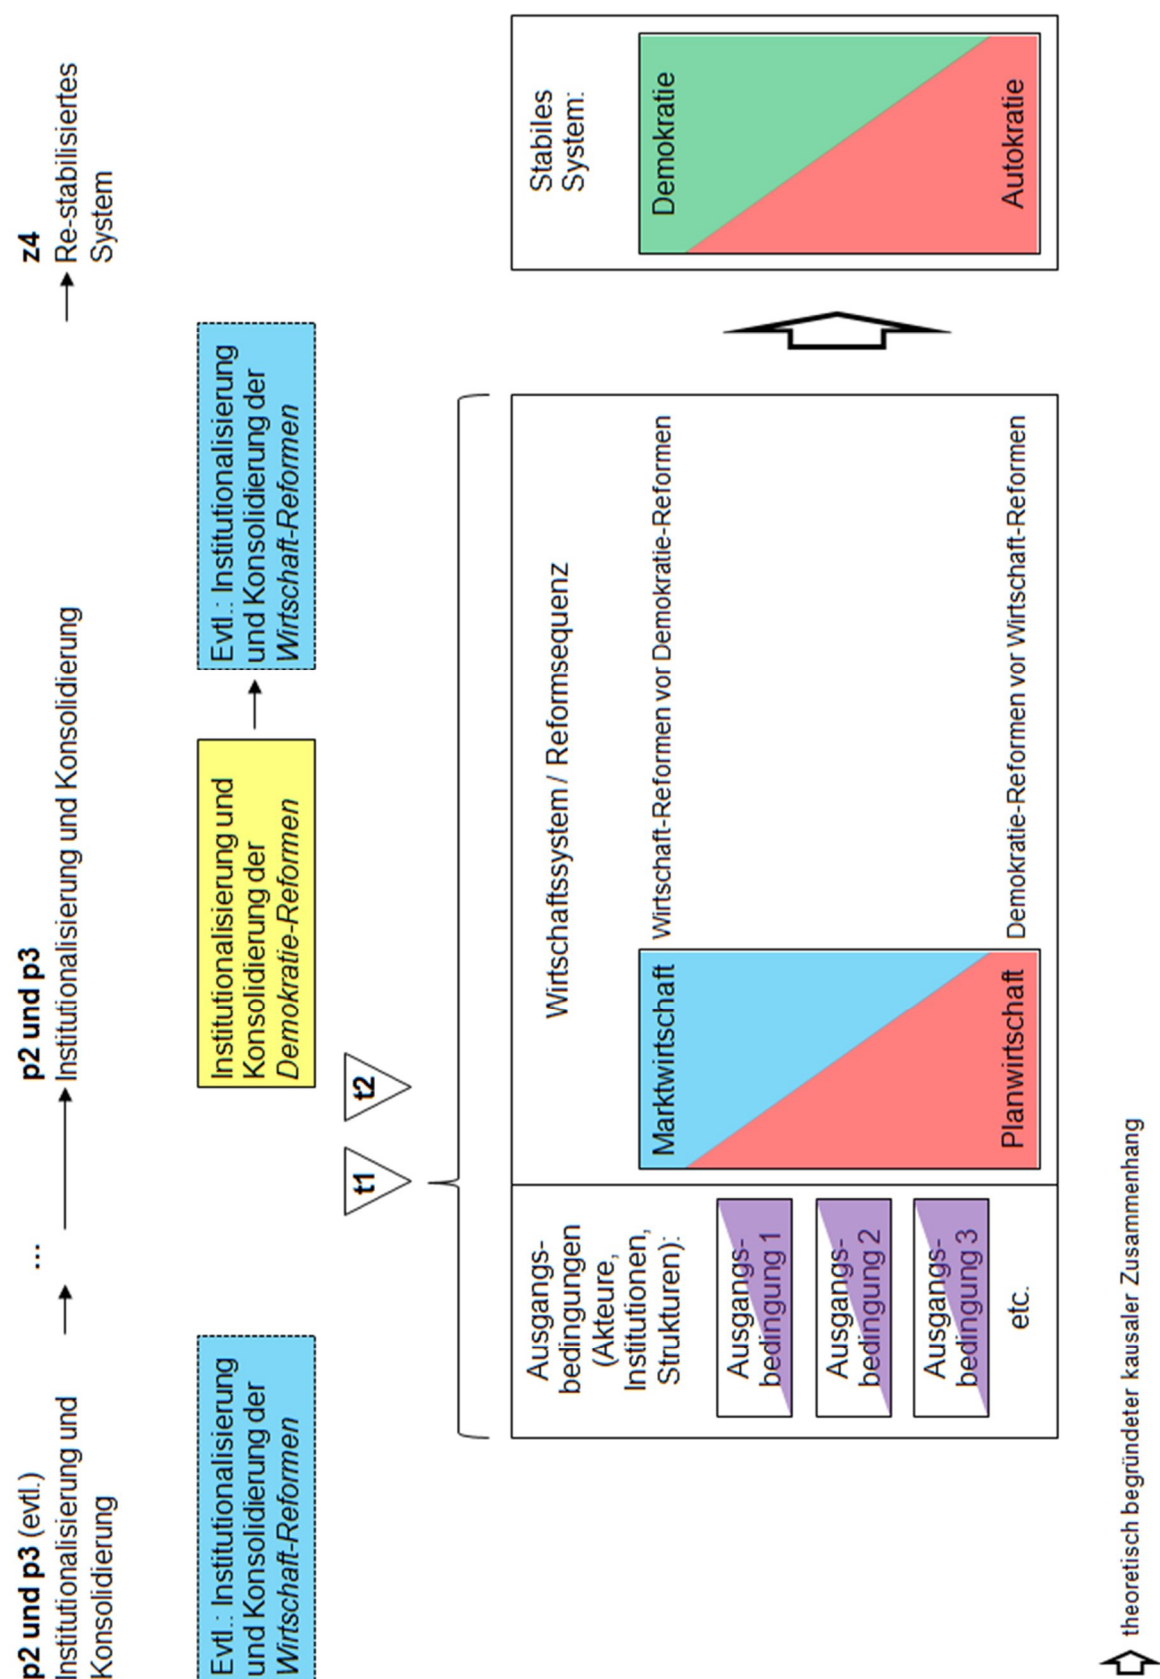 p2 und p3 (evtl.)
Institutionalisierung und
Konsolidierung
...
p2 und p3
Institutionalisierung und Konsolidierung
z4
Re-stabilisiertes
System
Evtl.: Institutionalisierung
und Konsolidierung der
Wirtschaft-Reformen
Institutionalisierung und
Konsolidierung der
Demokratie-Reformen
Evtl.: Institutionalisierung
und Konsolidierung der
Wirtschaft-Reformen
t1
t2
Ausgangs-
bedingungen
(Akteure,
Institutionen,
Strukturen):
Ausgangs-
bedingung 1
Ausgangs-
bedingung 2
Ausgangs-
bedingung 3
etc.
Wirtschaftssystem / Reformsequenz
Marktwirtschaft
Wirtschaft-Reformen vor Demokratie-Reformen
Planwirtschaft
Demokratie-Reformen vor Wirtschaft-Reformen
Stabiles
System:
Demokratie
Autokratie
theoretisch begründeter kausaler Zusammenhang